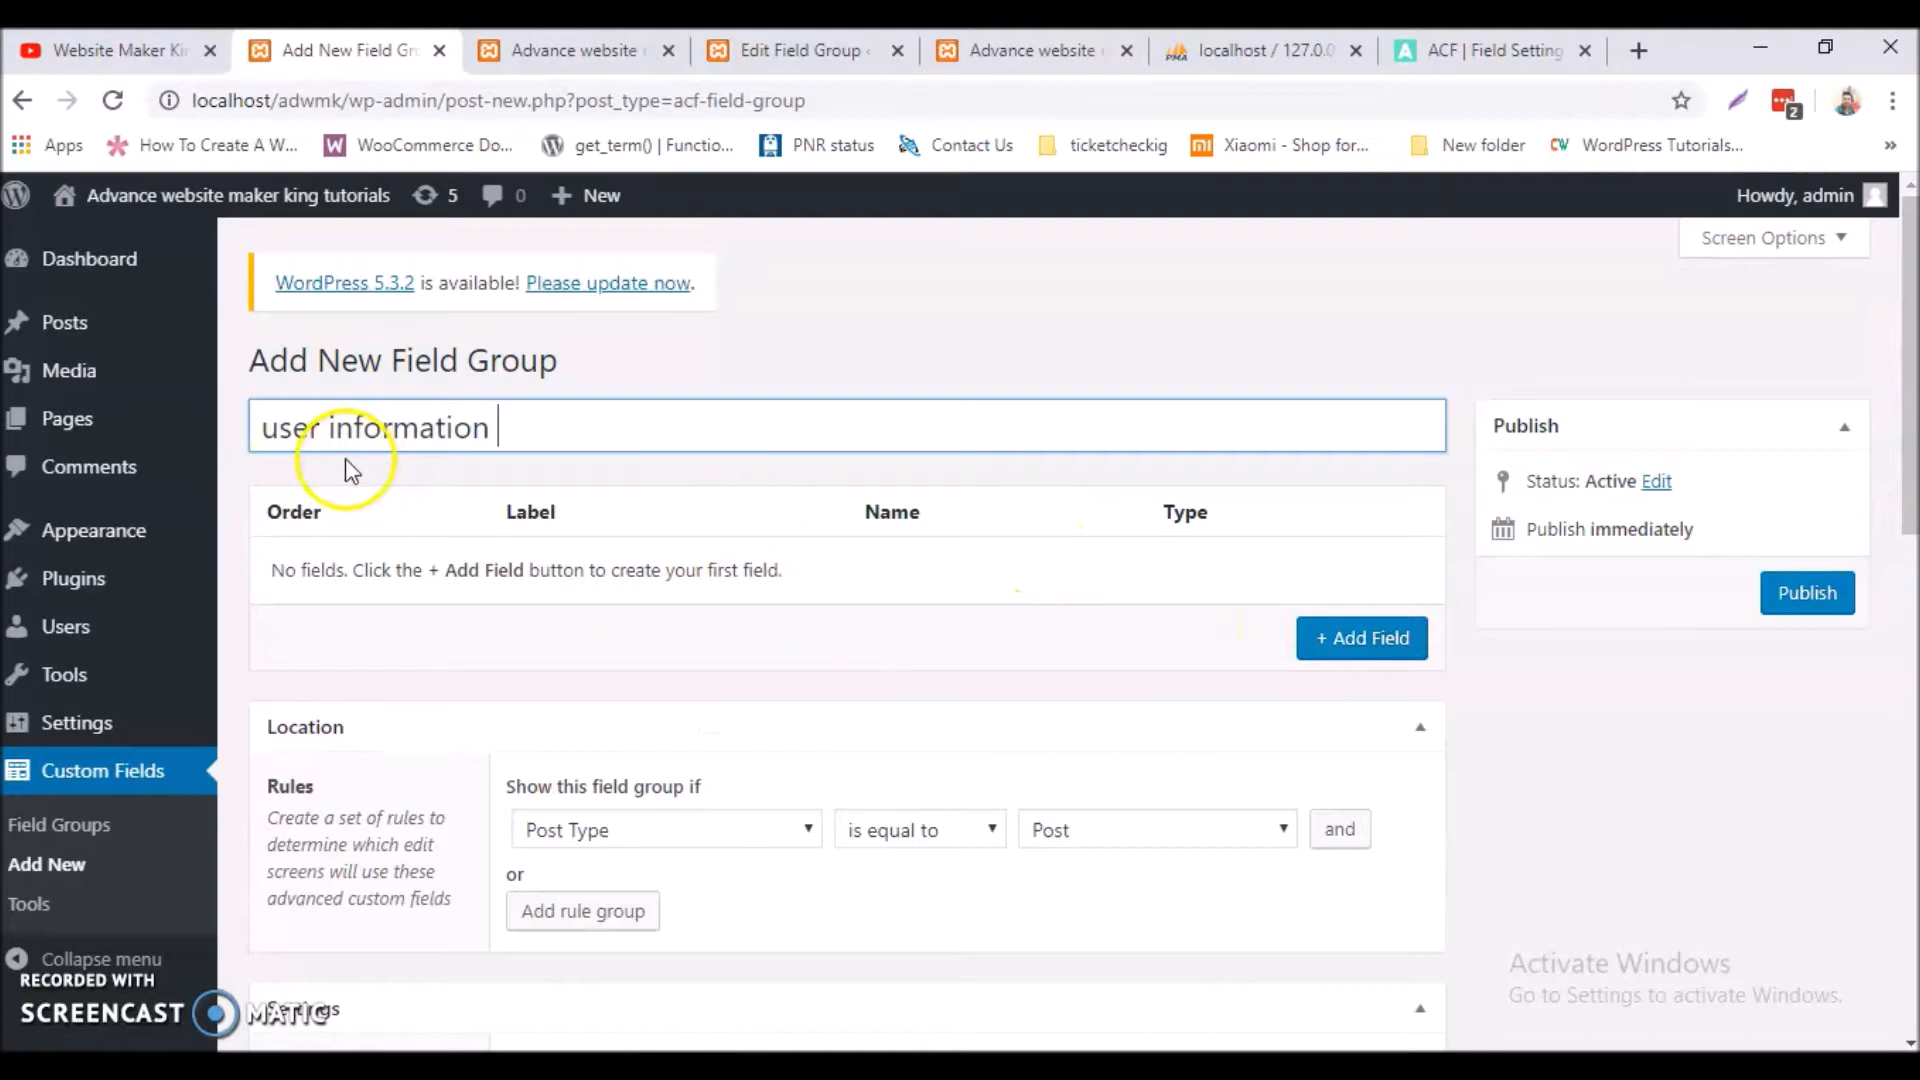 Website Maker Kin
Add New Field Gr
Advance website
Edit Field Group
Advance website
PMA localhost / 127.0.0
ACF | Field Setting
localhost/adwmk/wp-admin/post-new.php?post_type=acf-field-group
2
Apps
How To Create A W...
WooCommerce Do...
get_term() | Functio...
PNR status
Contact Us
ticketcheckig
Xiaomi - Shop for...
New folder
WordPress Tutorials...
Advance website maker king tutorials
5
0
New
Howdy, admin
Screen Options
Dashboard
Posts
Media
Pages
Comments
Appearance
Plugins
Users
Tools
Settings
Custom Fields
Field Groups
Add New
Tools
Collapse menu
WordPress 5.3.2 is available! Please update now.
Add New Field Group
user information
Order Label Name Type
No fields. Click the + Add Field button to create your first field.
+ Add Field
Location
Rules
Create a set of rules to
determine which edit
screens will use these
advanced custom fields
Show this field group if
Post Type is equal to Post and
or
Add rule group
Settings
Publish
Status: Active Edit
Publish immediately
Publish
Activate Windows
Go to Settings to activate Windows.
RECORDED WITH
SCREENCAST MATIC